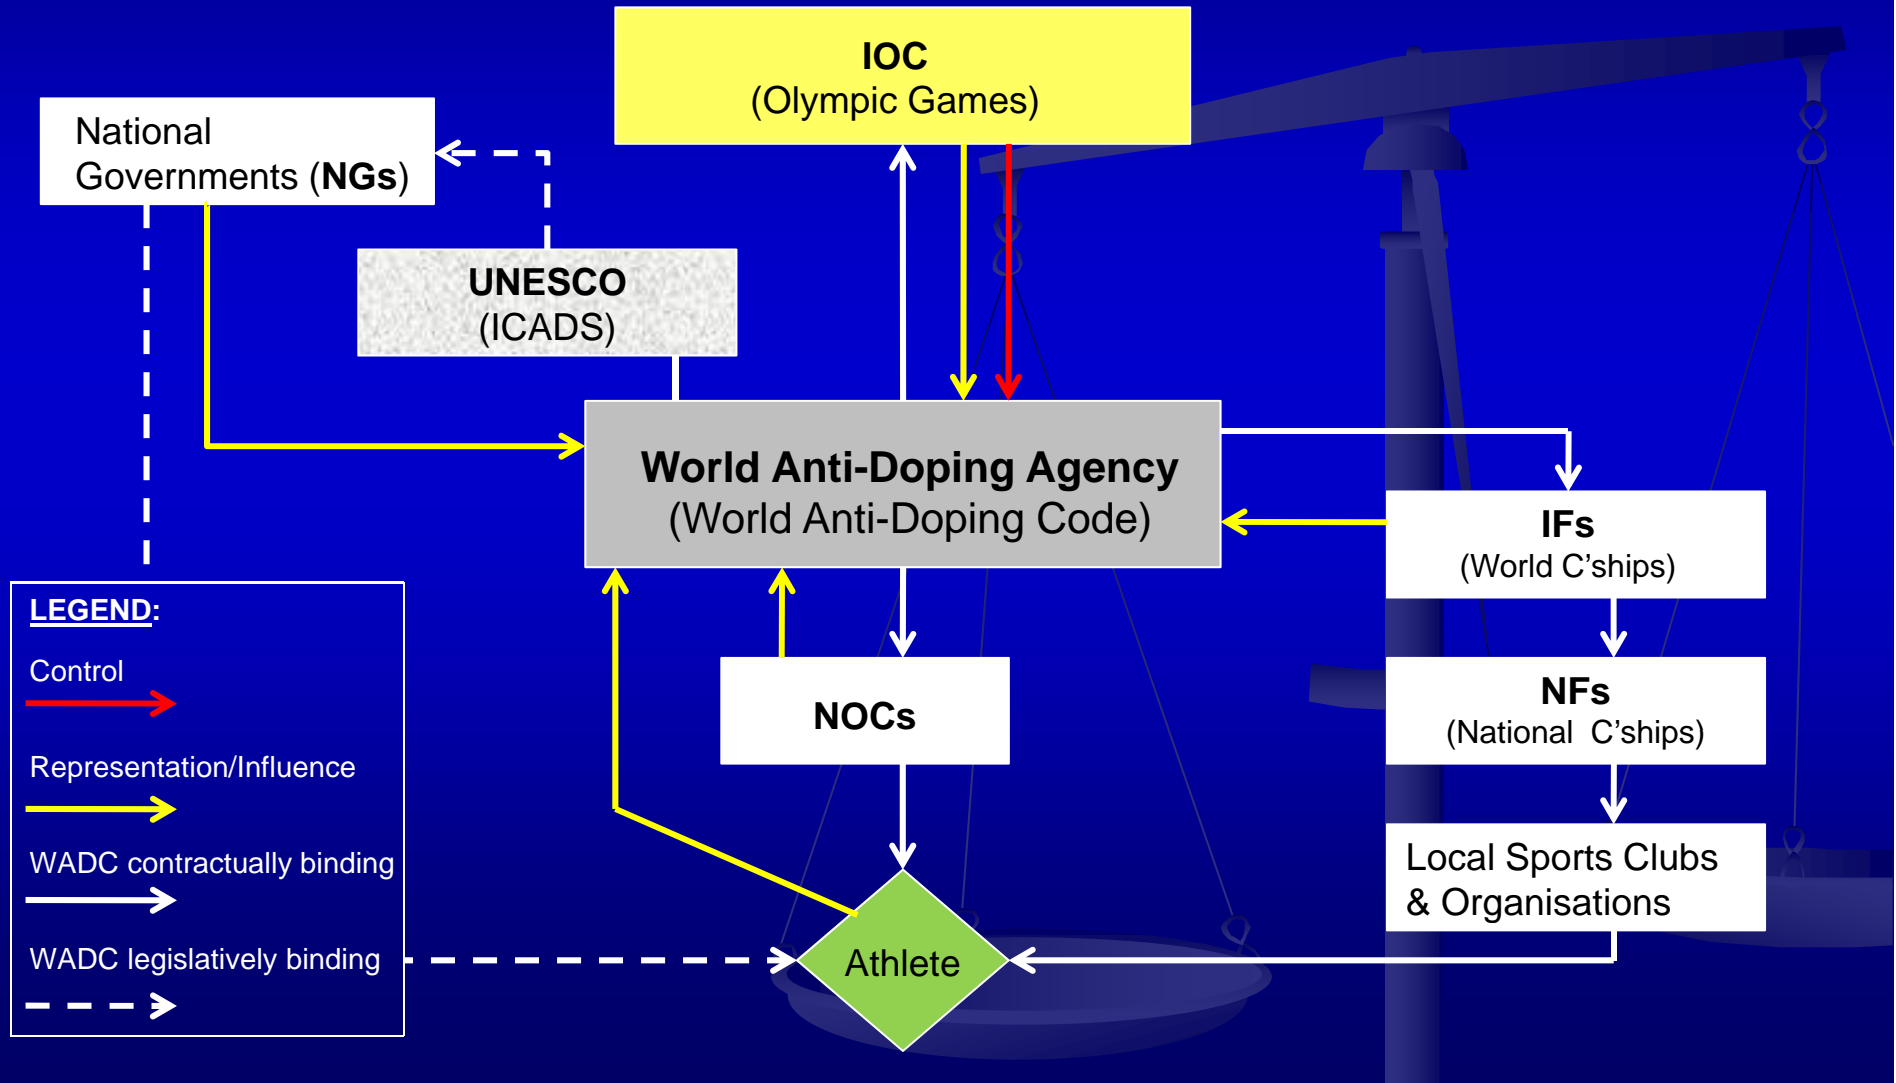 IOC
(Olympic Games)
National
Governments (NGs)
UNESCO
(ICADS)
World Anti-Doping Agency
(World Anti-Doping Code)
IFs
(World C'ships)
NOCs
NFs
(National C'ships)
Local Sports Clubs
& Organisations
Athlete
LEGEND:
Control
Representation/Influence
WADC contractually binding
WADC legislatively binding